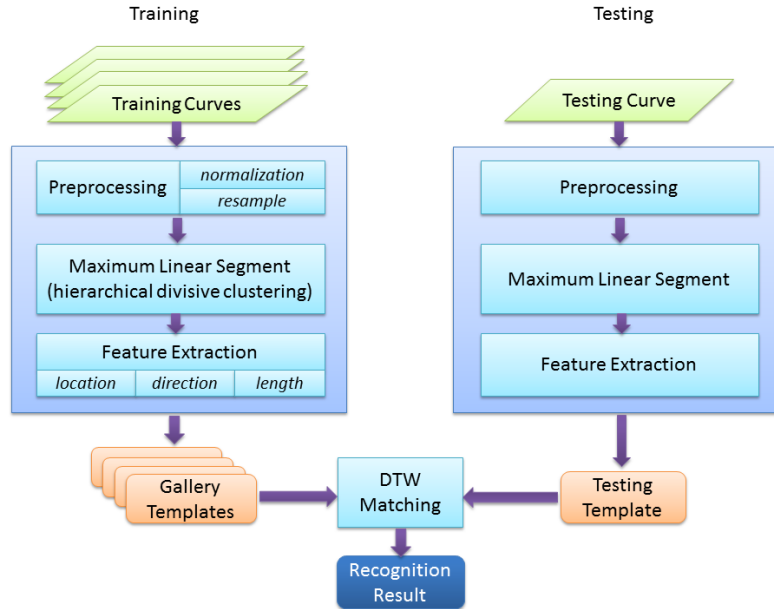 Training
Testing
Training Curves
Testing Curve
Preprocessing
normalization
resample
Preprocessing
Maximum Linear Segment
(hierarchical divisive clustering)
Maximum Linear Segment
Feature Extraction
location
direction
length
Feature Extraction
Gallery
Templates
DTW
Matching
Testing
Template
Recognition
Result